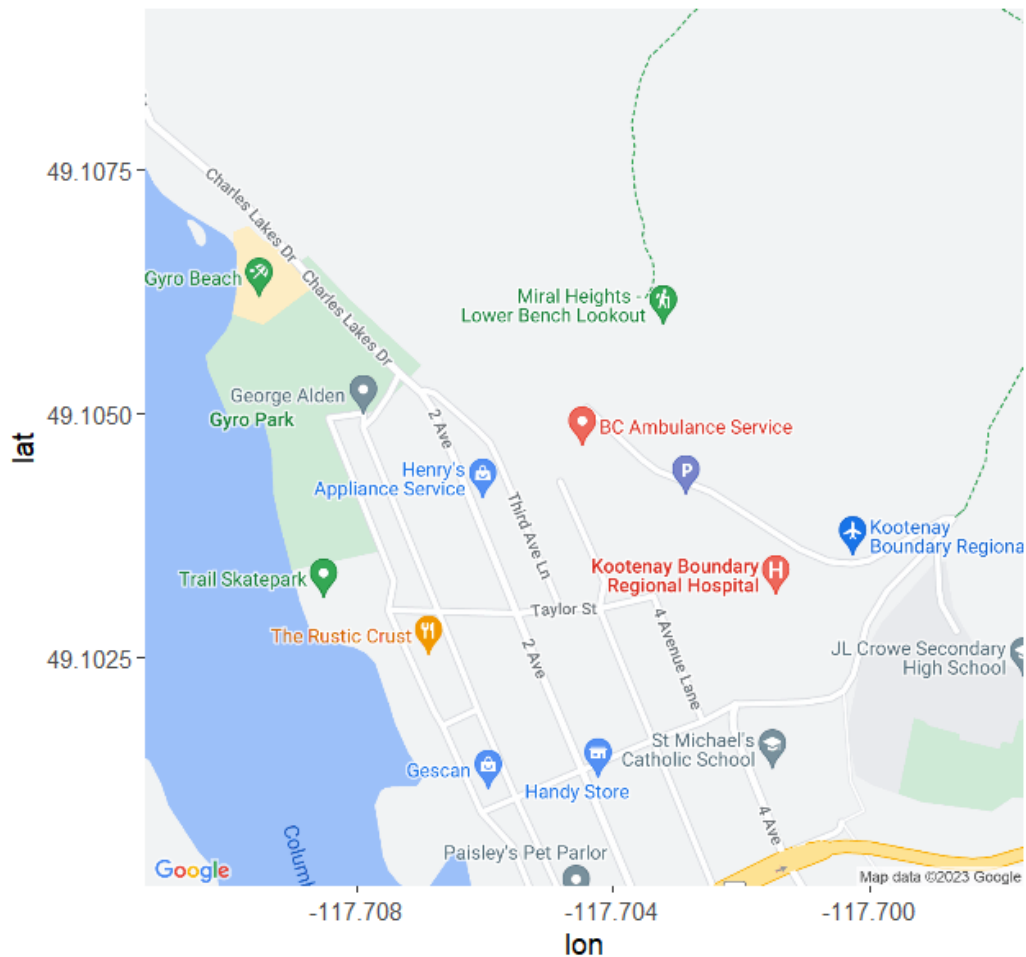 49.1075
Charles Lakes Dr
Gyro Beach
Charles Lakes Dr
Miral Heights -
Lower Bench Lookout
George Alden
Gyro Park
49.1050
2 Ave
BC Ambulance Service
P
lat
Henry's
Appliance Service
Third Ave Ln
Kootenay
Boundary Regiona
Kootenay Boundary
Regional Hospital
H
Trail Skatepark
Taylor St
The Rustic Crust
4 Avenue Lane
49.1025
2 Ave
JL Crowe Secondary
High School
St Michael's
Catholic School
Gescan
Handy Store
4 Ave
Colum
Paisley's Pet Parlor
Google
Map data ©2023 Google
-117.708
-117.704
-117.700
lon